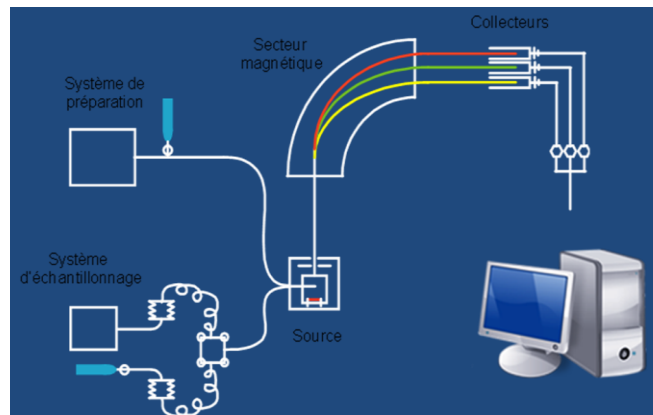 Collecteurs
Secteur
magnétique
Système de
préparation
Système
d'échantillonnage
Source